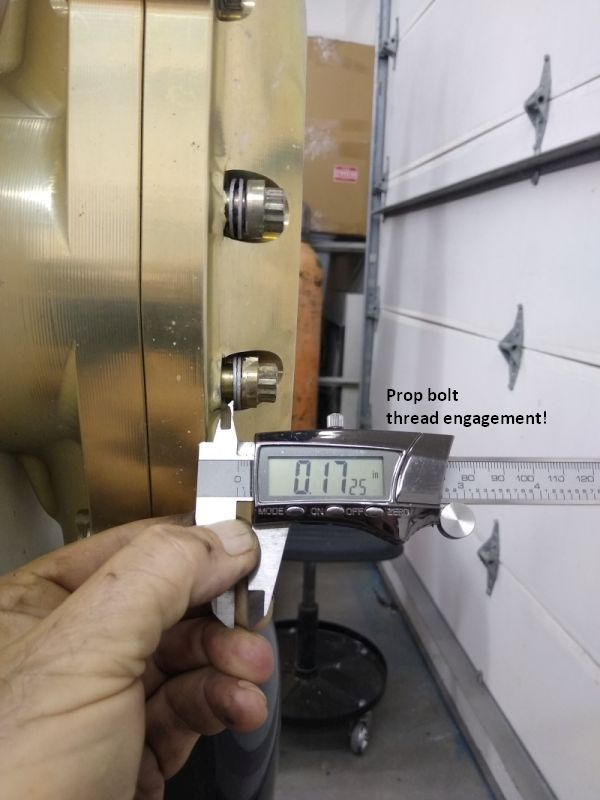 Prop bolt
thread engagement!
0.1725 in
MODE ON OFF ZERO
0
80 90 100 110 120
3 4